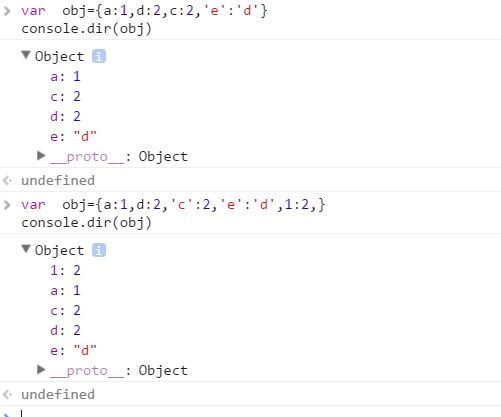 var  obj={a:1,d:2,c:2,'e':'d'}
console.dir(obj)
Object i
a: 1
c: 2
d: 2
e: "d"
__proto__: Object
undefined
var  obj={a:1,d:2,'c':2,'e':'d',1:2,}
console.dir(obj)
Object i
1: 2
a: 1
c: 2
d: 2
e: "d"
__proto__: Object
undefined